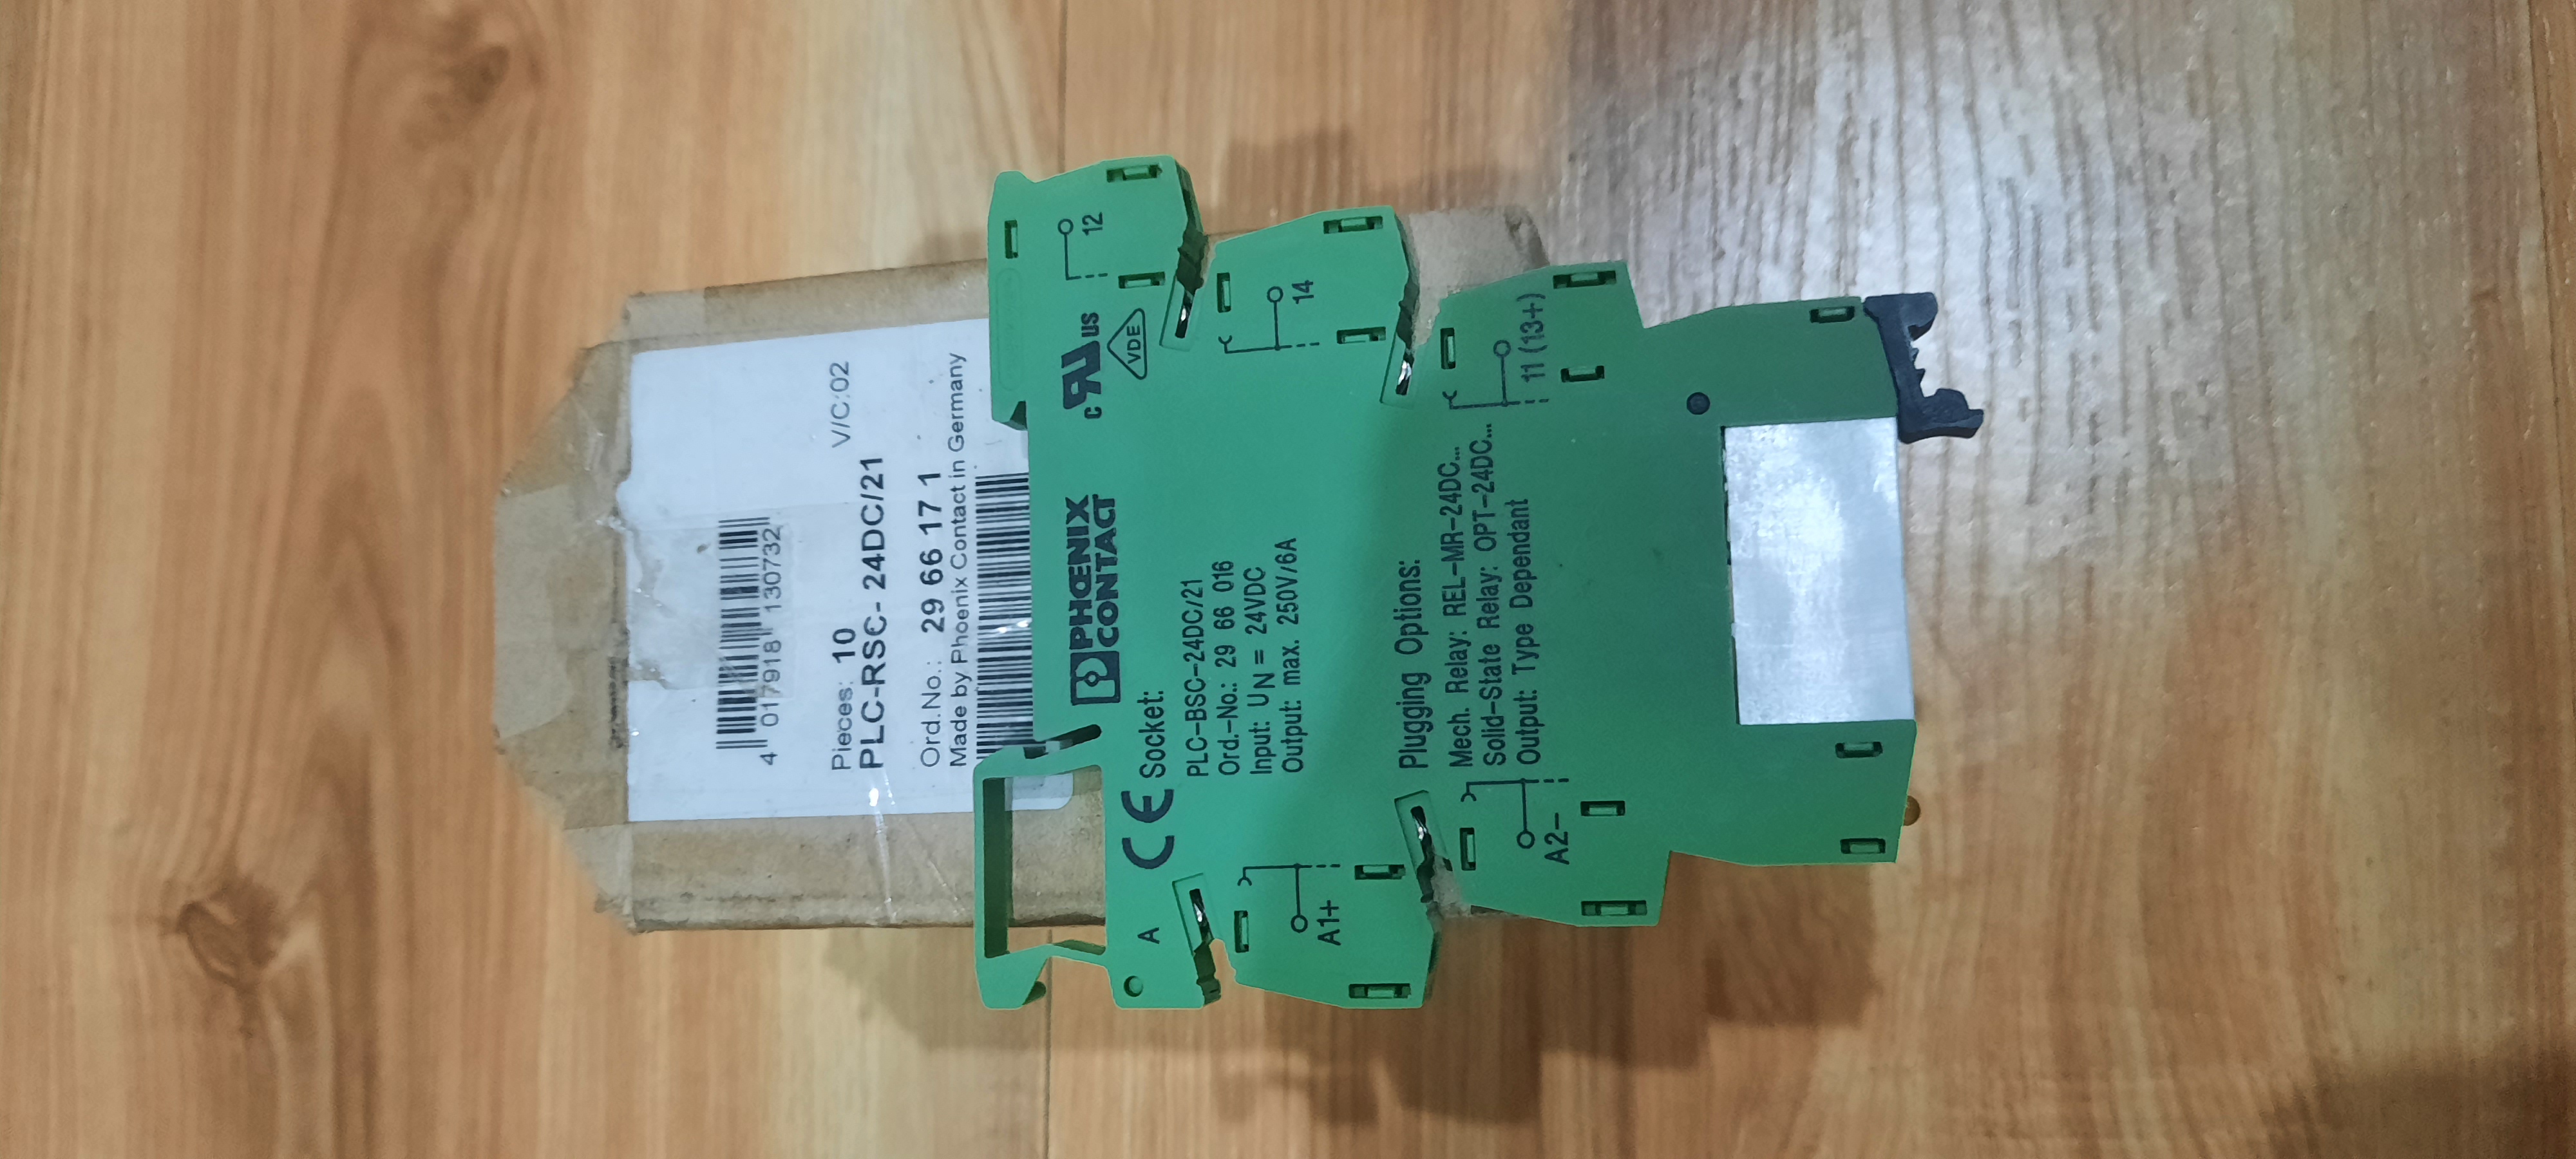 4 017918 130732
Pieces: 10 V/C:02
PLC-RSC- 24DC/21
Ord.No.: 29 66 17 1
Made by Phoenix Contact in Germany
PHŒNIX
CONTACT
c RU US
VDE
12
14
11 (13+)
CE
A
Socket:
PLC–BSC–24DC/21
Ord.–No.: 29 66 016
Input: UN = 24VDC
Output: max. 250V/6A
Plugging Options:
Mech. Relay: REL–MR–24DC...
Solid–State Relay: OPT–24DC...
Output: Type Dependant
A1+
A2–